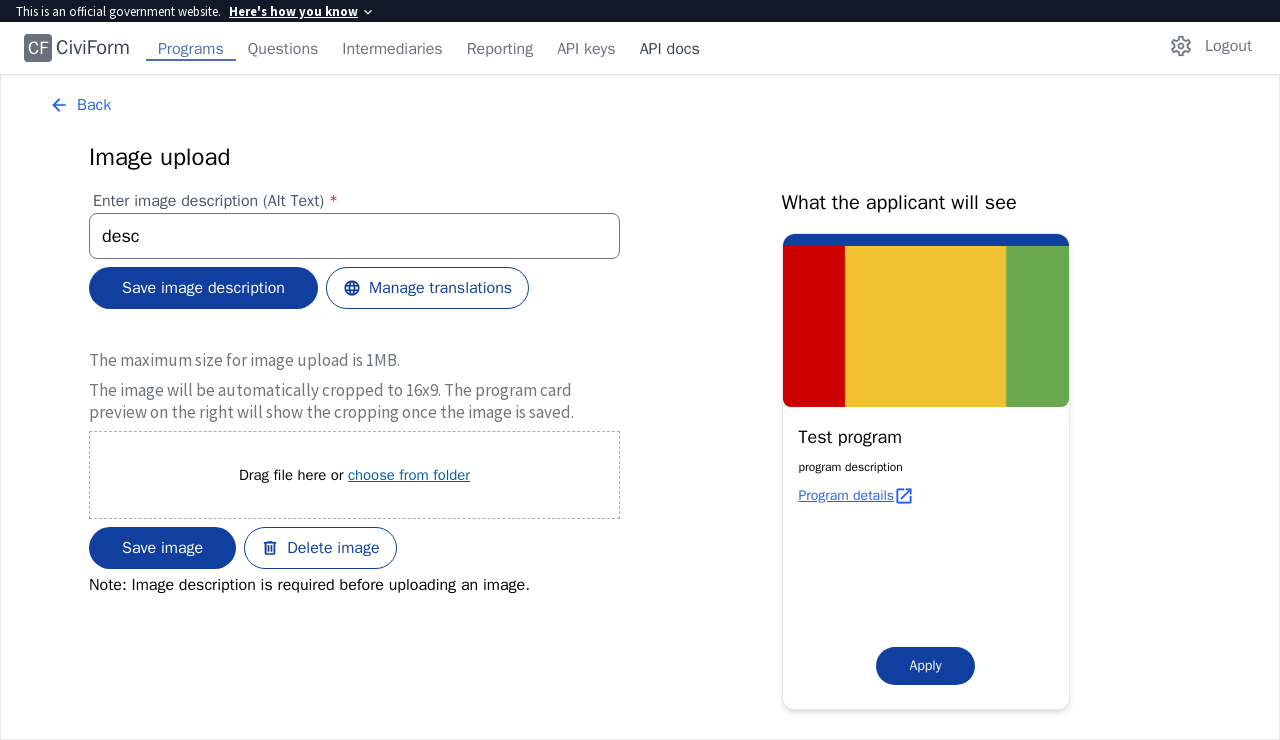 This is an official government website. Here's how you know
CF CiviForm Programs Questions Intermediaries Reporting API keys API docs Logout
Back
Image upload
Enter image description (Alt Text) *
desc
Save image description Manage translations
The maximum size for image upload is 1MB.
The image will be automatically cropped to 16x9. The program card
preview on the right will show the cropping once the image is saved.
Drag file here or choose from folder
Save image Delete image
Note: Image description is required before uploading an image.
What the applicant will see
Test program
program description
Program details
Apply